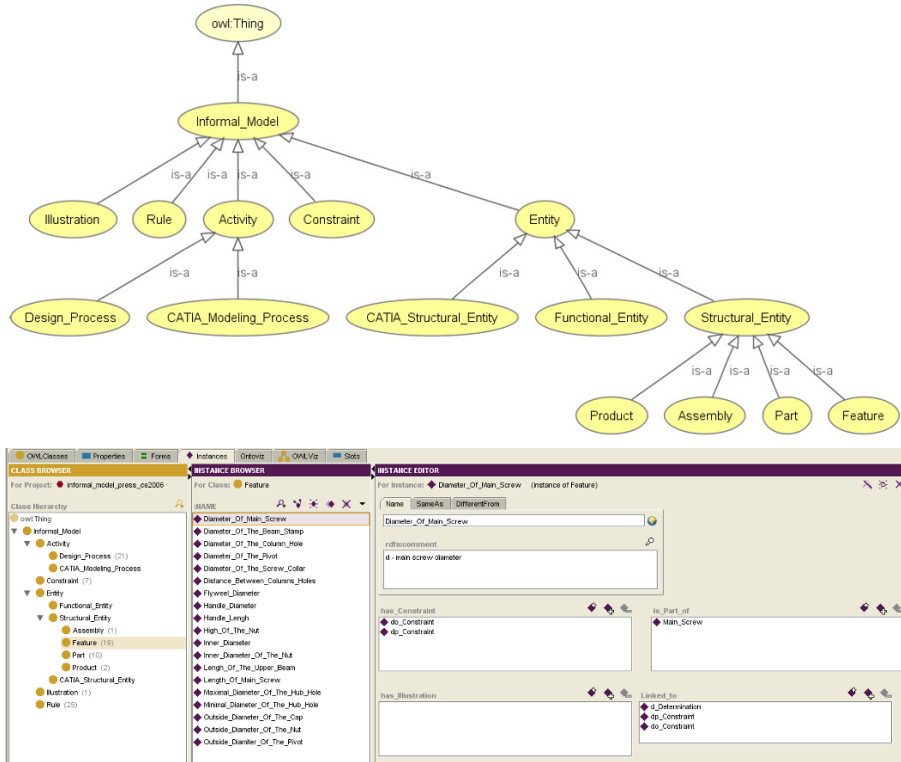 owl:Thing
is-a
Informal_Model
is-a is-a is-a is-a is-a
Illustration Rule Activity Constraint Entity
is-a is-a is-a is-a is-a
Design_Process CATIA_Modeling_Process CATIA_Structural_Entity Functional_Entity Structural_Entity
is-a is-a is-a is-a
Product Assembly Part Feature
OWLClasses Properties Forms Instances Ontoviz OWLViz Slots
CLASS BROWSER
For Project: informal_model_press_ce2006
Class Hierarchy
owl:Thing
Informal_Model
Activity
Design_Process (21)
CATIA_Modeling_Process
Constraint (7)
Entity
Functional_Entity
Structural_Entity
Assembly (1)
Feature (19)
Part (10)
Product (2)
CATIA_Structural_Entity
Illustration (1)
Rule (25)
INSTANCE BROWSER
For Class: Feature
NAME
Diameter_Of_Main_Screw
Diameter_Of_The_Beam_Stamp
Diameter_Of_The_Column_Hole
Diameter_Of_The_Pivot
Diameter_Of_The_Screw_Collar
Distance_Between_Columns_Holes
Flyweel_Diameter
Handle_Diameter
Handle_Lengh
High_Of_The_Nut
Inner_Diameter
Inner_Diameter_Of_The_Nut
Lengh_Of_The_Upper_Beam
Length_Of_Main_Screw
Maximal_Diameter_Of_The_Hub_Hole
Minimal_Diameter_Of_The_Hub_Hole
Outside_Diameter_Of_The_Cap
Outside_Diameter_Of_The_Nut
Outside_Diamiter_Of_The_Pivot
INSTANCE EDITOR
For Instance: Diameter_Of_Main_Screw (instance of Feature)
Name SameAs DifferentFrom
Diameter_Of_Main_Screw
rdfs:comment
d - main screw diameter
has_Constraint
do_Constraint
dp_Constraint
is_Part_of
Main_Screw
has_Illustration
Linked_to
d_Determination
dp_Constraint
do_Constraint